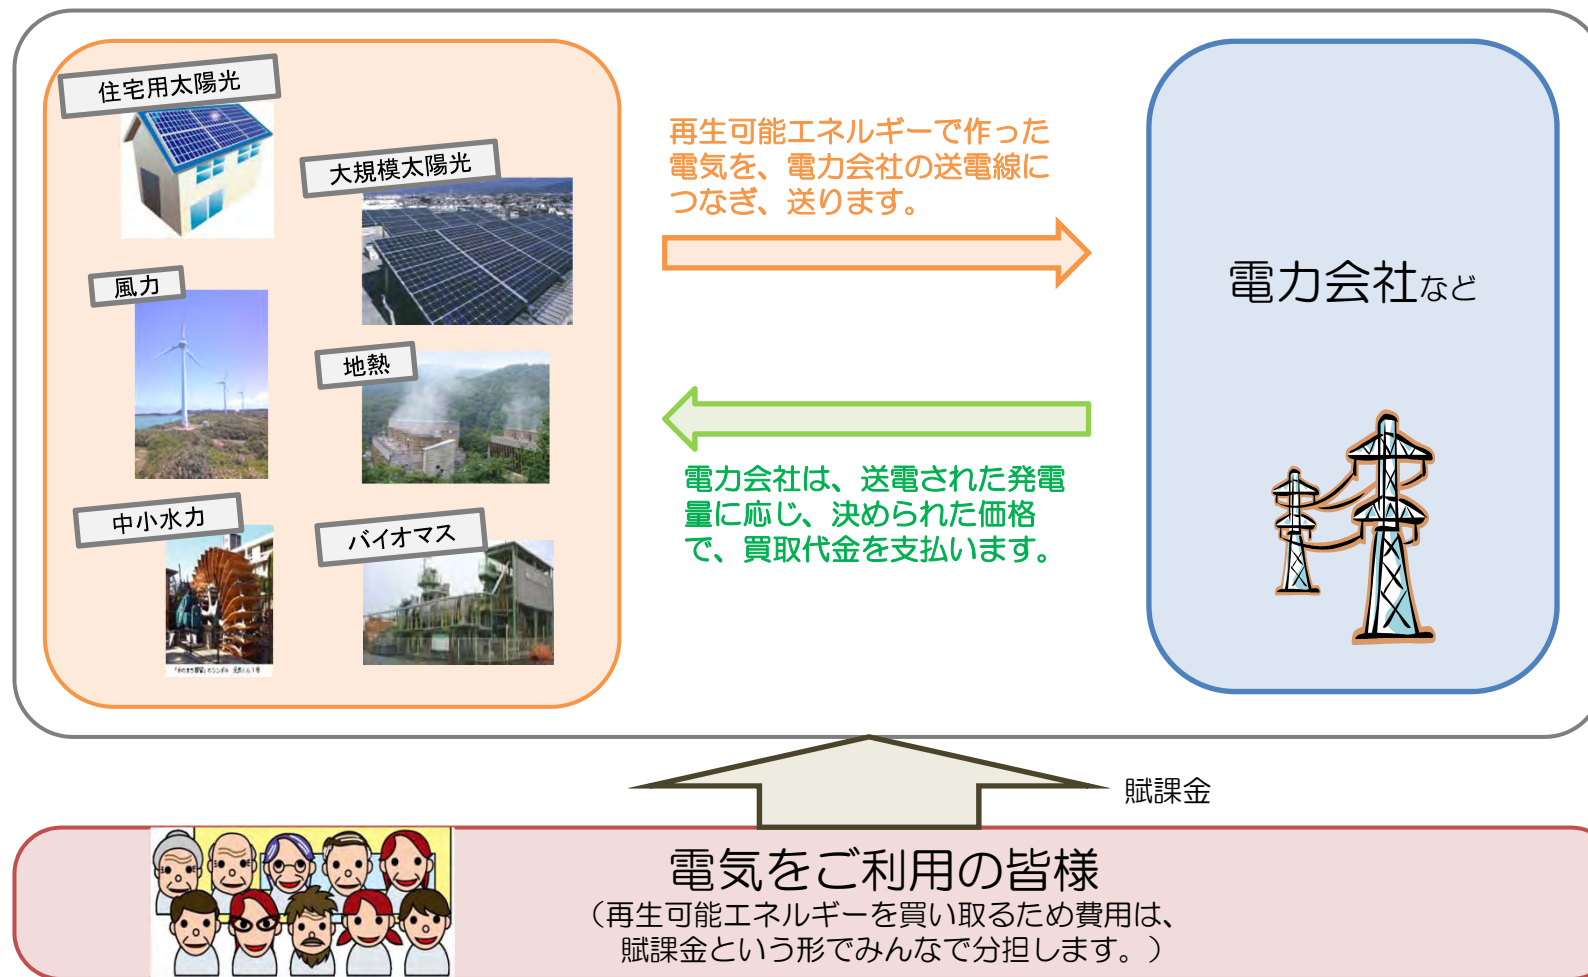 住宅用太陽光
大規模太陽光
風力
地熱
中小水力
バイオマス
再生可能エネルギーで作った
電気を、電力会社の送電線に
つなぎ、送ります。
電力会社は、送電された発電
量に応じ、決められた価格
で、買取代金を支払います。
電力会社など
賦課金
電気をご利用の皆様
（再生可能エネルギーを買い取るため費用は、
賦課金という形でみんなで分担します。）